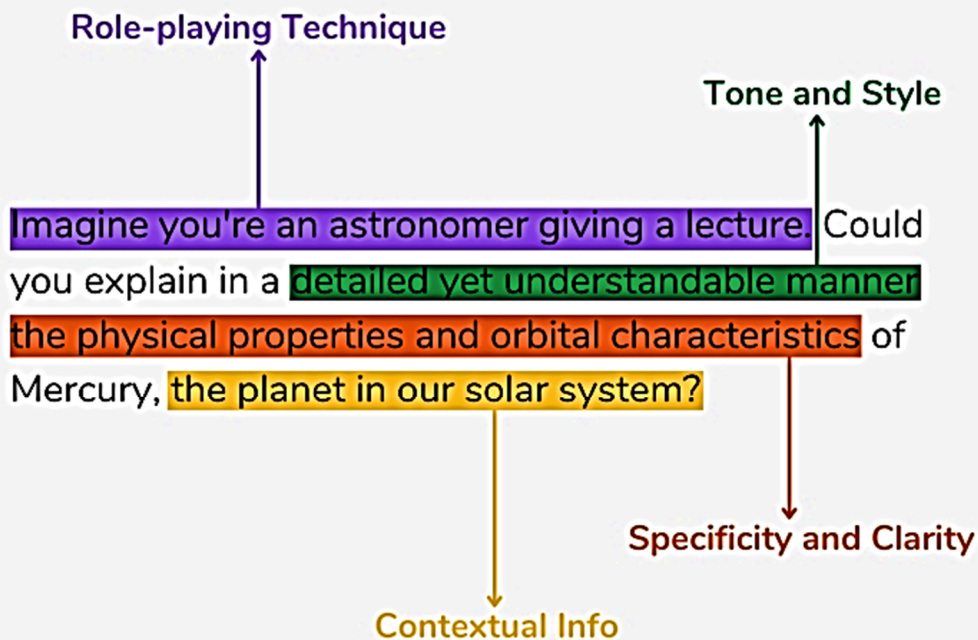 Role-playing Technique
Tone and Style
Imagine you're an astronomer giving a lecture. Could
you explain in a detailed yet understandable manner
the physical properties and orbital characteristics of
Mercury, the planet in our solar system?
Specificity and Clarity
Contextual Info